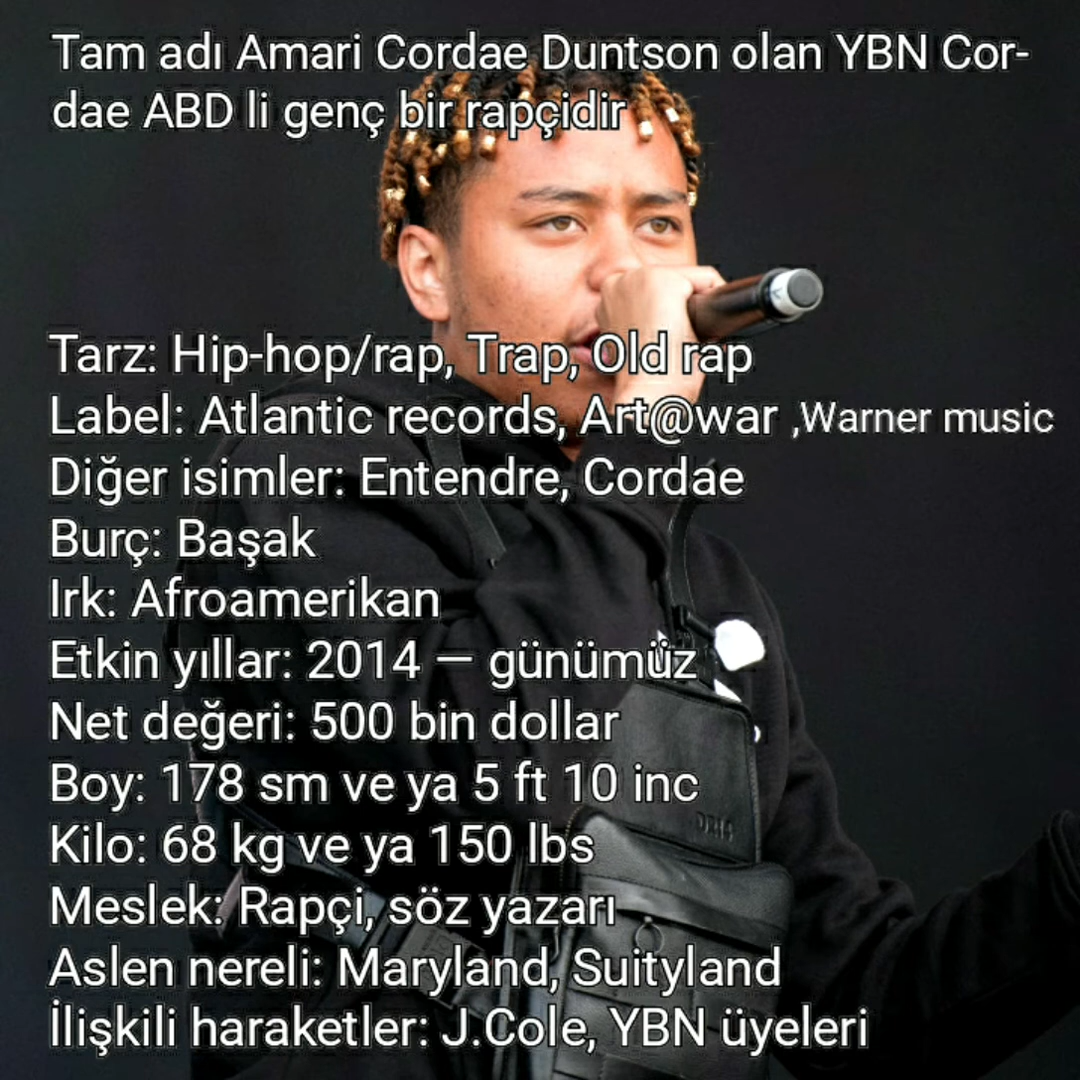 Tam adı Amari Cordae Duntson olan YBN Cor-
dae ABD li genç bir rapçidir
Tarz: Hip-hop/rap, Trap, Old rap
Label: Atlantic records, Art@war ,Warner music
Diğer isimler: Entendre, Cordae
Burç: Başak
Irk: Afroamerikan
Etkin yıllar: 2014 — günümüz
Net değeri: 500 bin dollar
Boy: 178 sm ve ya 5 ft 10 inc
Kilo: 68 kg ve ya 150 lbs
Meslek: Rapçi, söz yazarı
Aslen nereli: Maryland, Suityland
İlişkili haraketler: J.Cole, YBN üyeleri